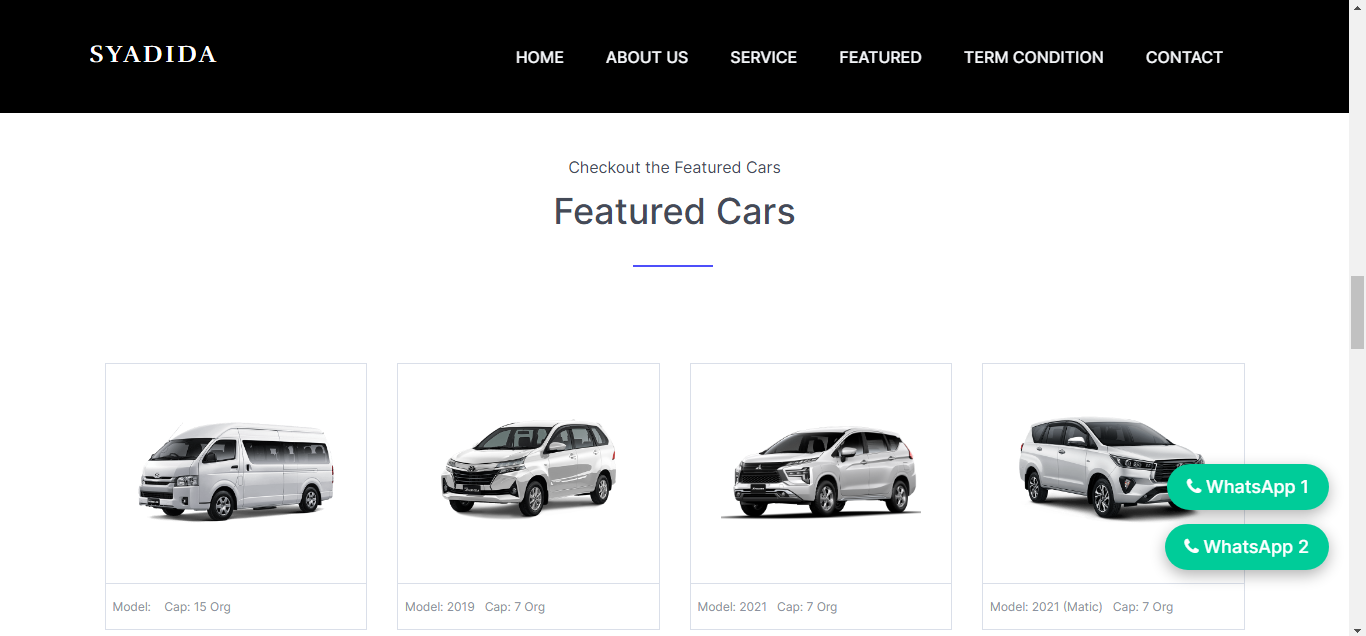 SYADIDA
HOME ABOUT US SERVICE FEATURED TERM CONDITION CONTACT
Checkout the Featured Cars
Featured Cars
WhatsApp 1
WhatsApp 2
Model: Cap: 15 Org
Model: 2019 Cap: 7 Org
Model: 2021 Cap: 7 Org
Model: 2021 (Matic) Cap: 7 Org